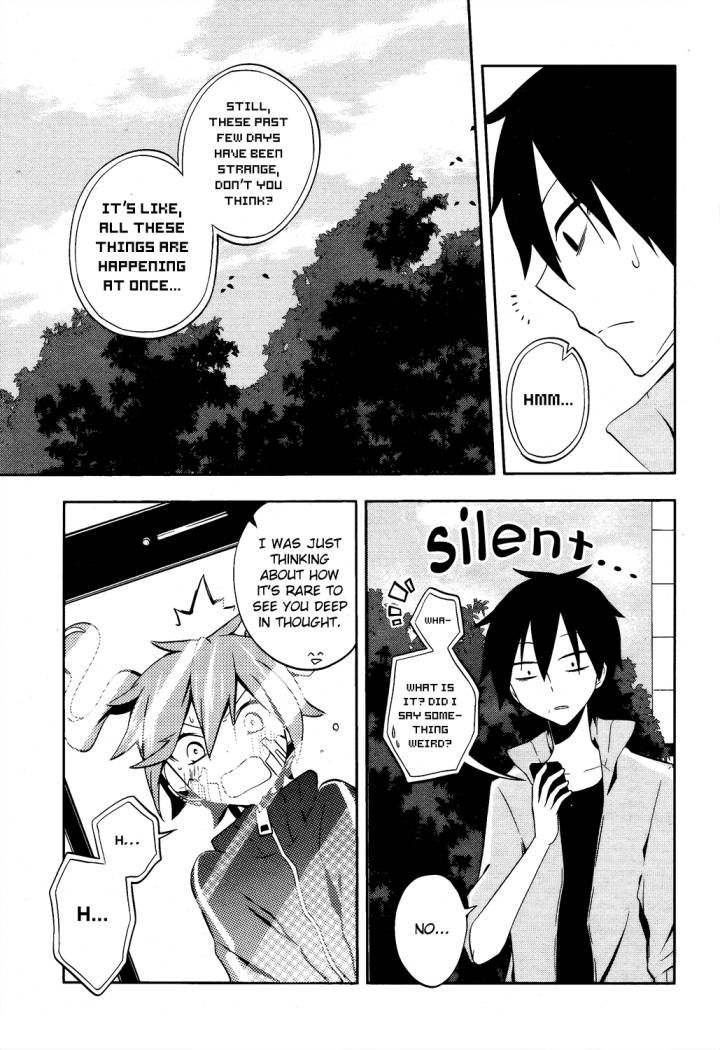 HMM...
STILL,
THESE PAST
FEW DAYS
HAVE BEEN
STRANGE,
DON'T YOU
THINK?
IT'S LIKE,
ALL THESE
THINGS ARE
HAPPENING
AT ONCE...
silent...
WHA-
WHAT IS
IT? DID I
SAY SOME-
THING
WEIRD?
NO...
I WAS JUST
THINKING
ABOUT HOW
IT'S RARE TO
SEE YOU DEEP
IN THOUGHT.
H...
H...